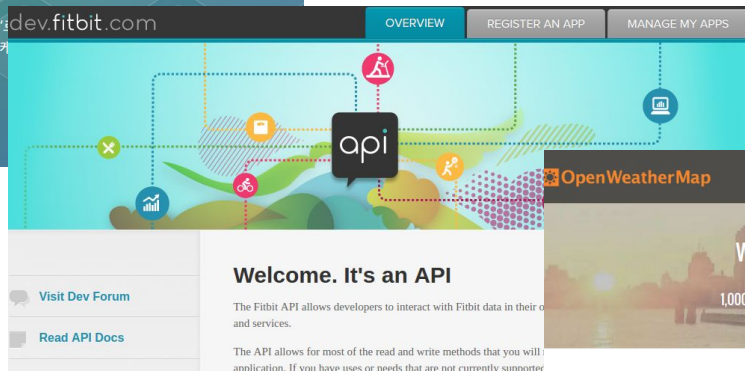 dev.fitbit.com
OVERVIEW
REGISTER AN APP
MANAGE MY APPS
api
OpenWeatherMap
1,000
Visit Dev Forum
Read API Docs
Welcome. It's an API
The Fitbit API allows developers to interact with Fitbit data in their
and services.
The API allows for most of the read and write methods that you will
application. If you have uses or needs that are not currently supported